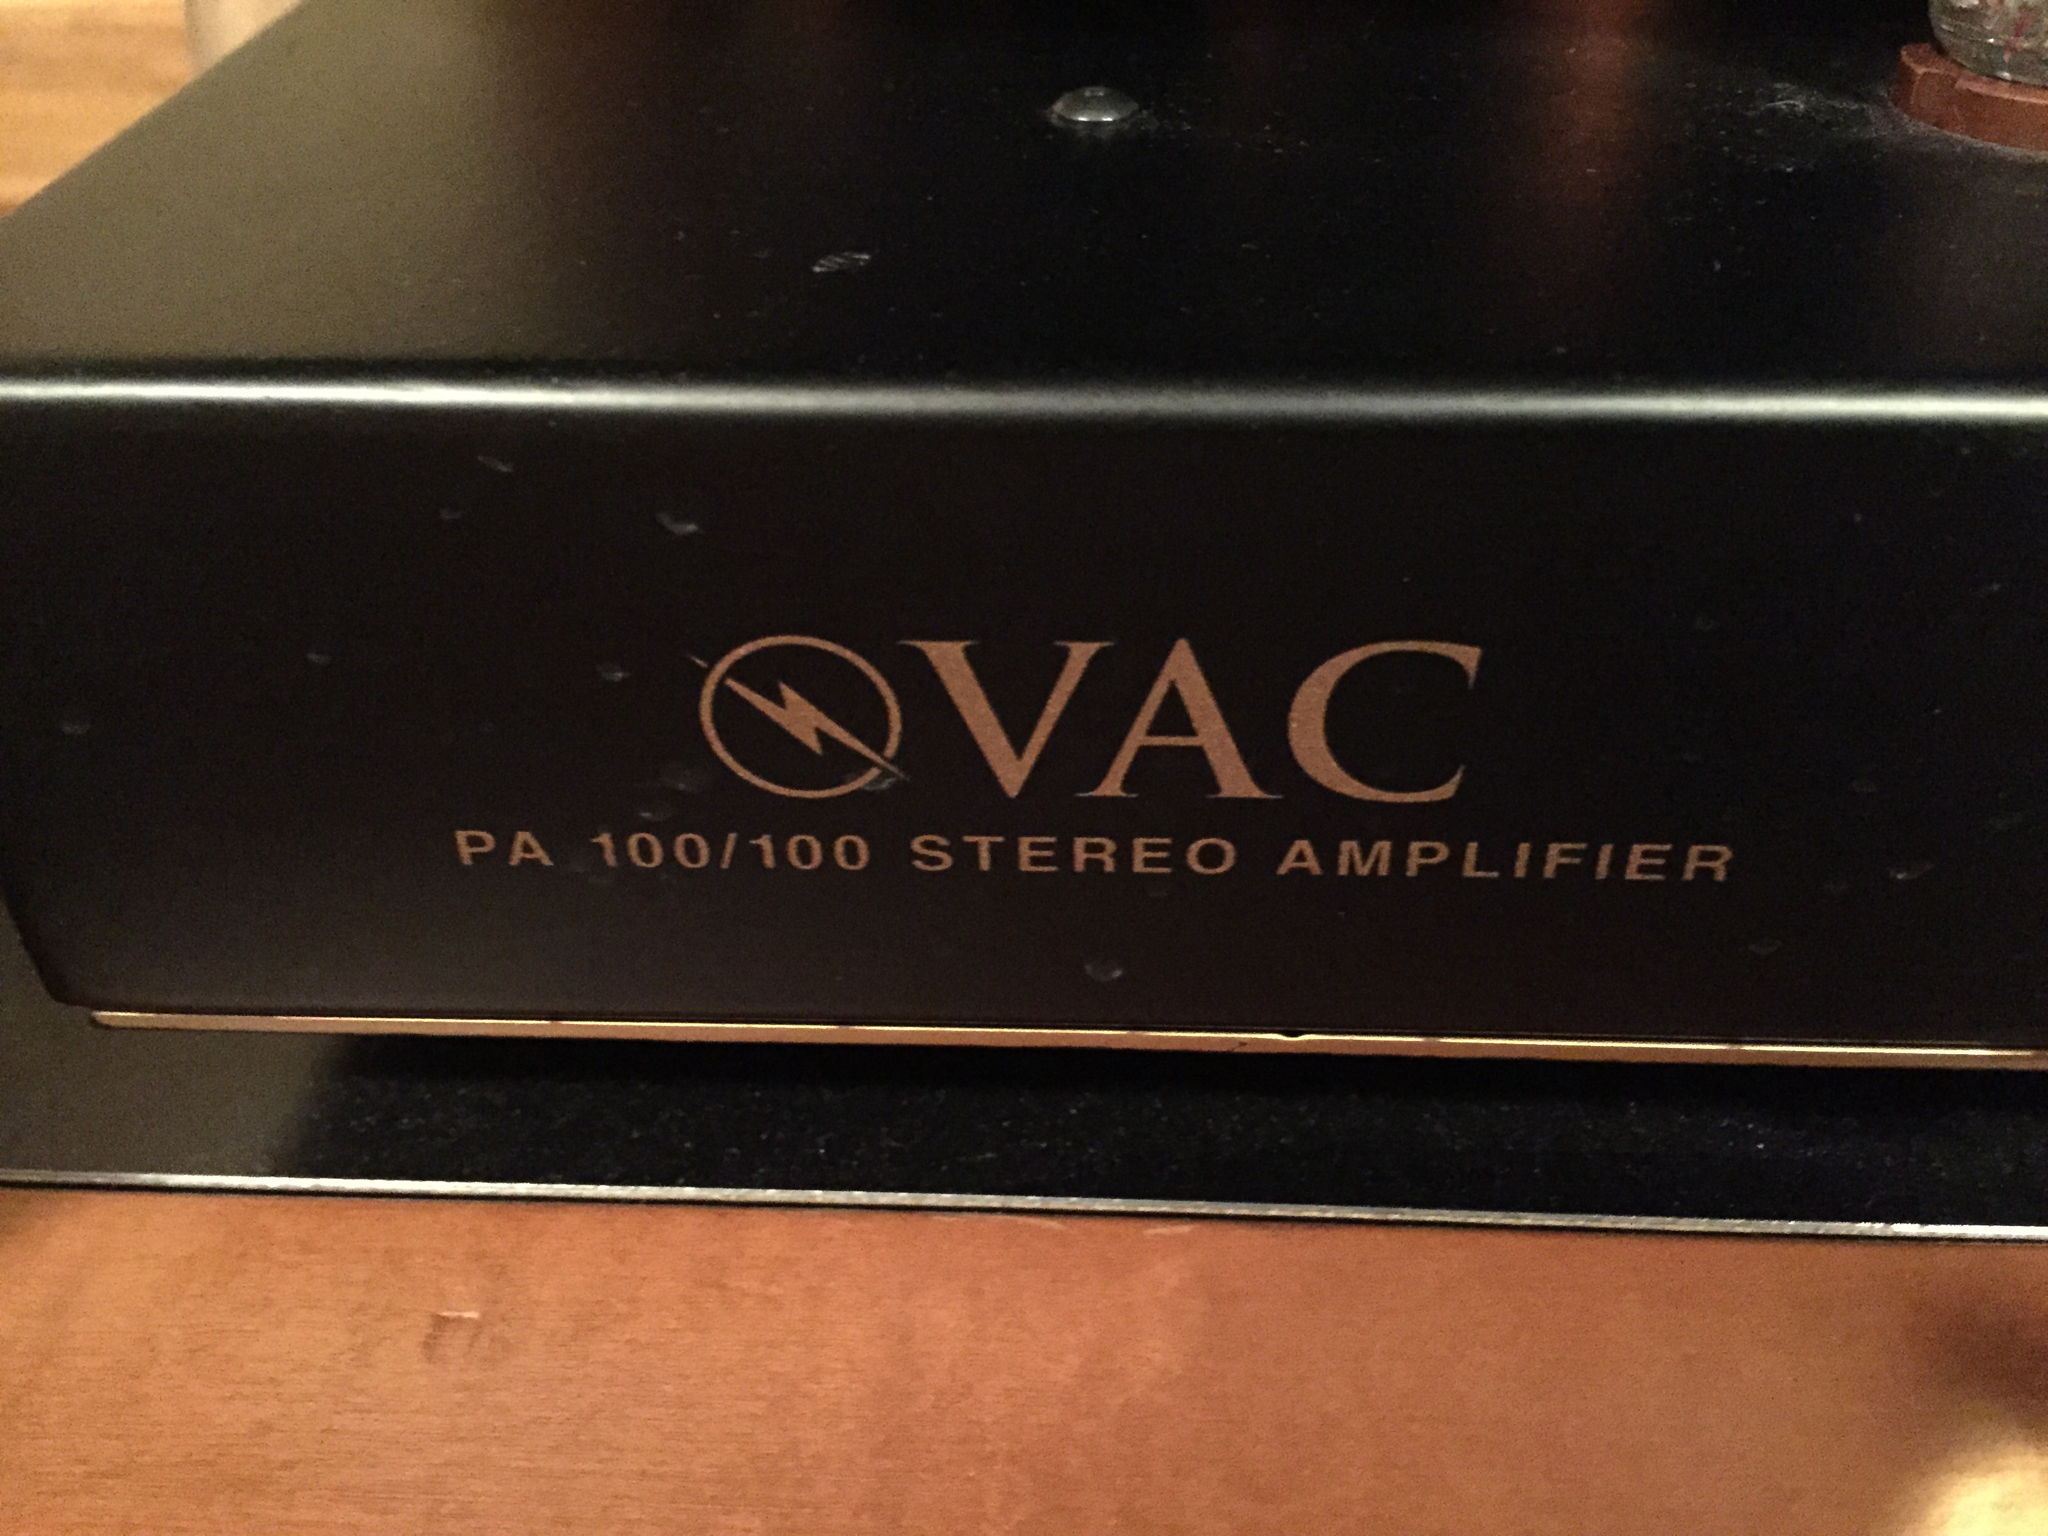 VAC
PA 100/100 STEREO AMPLIFIER